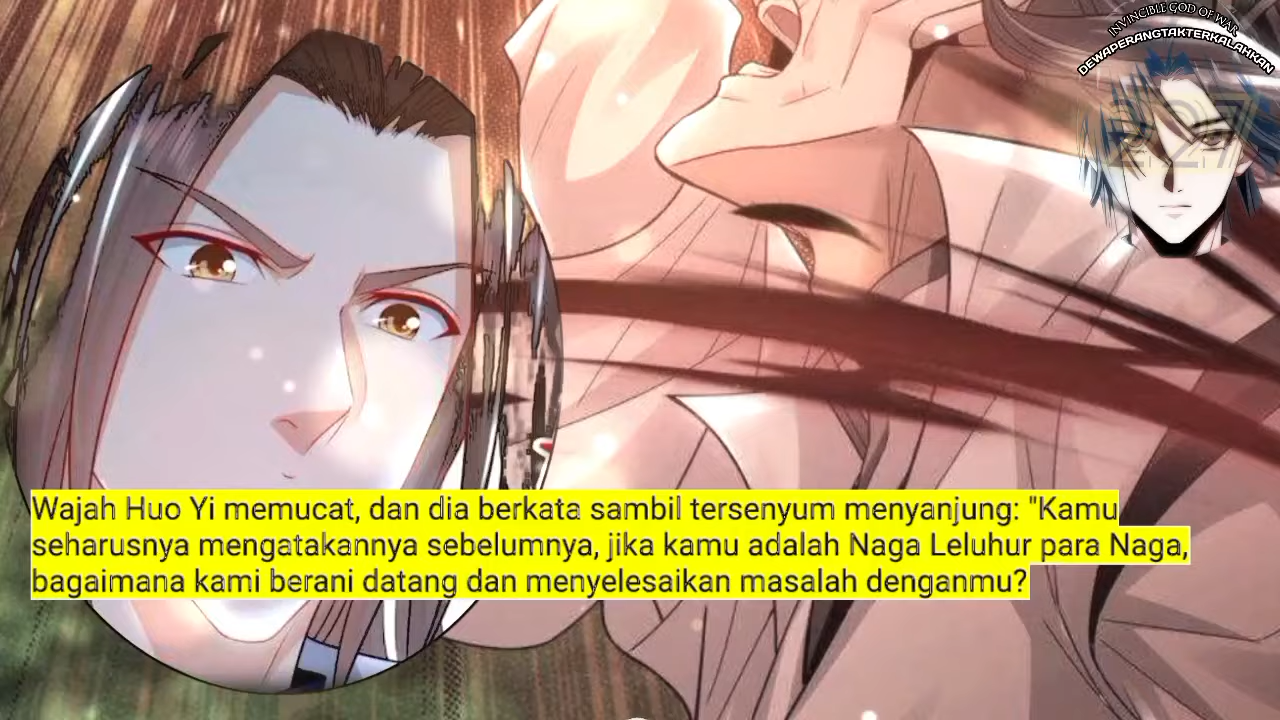 INVINCIBLE GOD OF WAR
DEWAPERANGTAKTERKALAHKAN
227
Wajah Huo Yi memucat, dan dia berkata sambil tersenyum menyanjung: "Kamu
seharusnya mengatakannya sebelumnya, jika kamu adalah Naga Leluhur para Naga,
bagaimana kami berani datang dan menyelesaikan masalah denganmu?